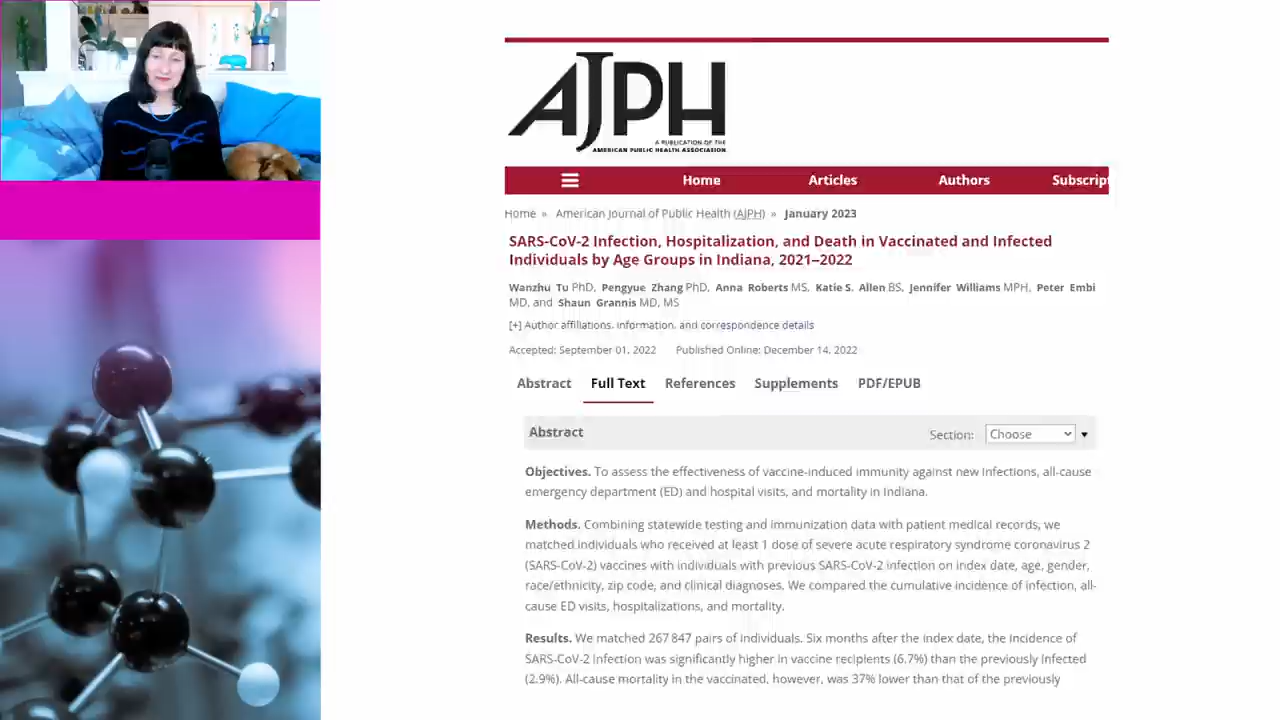 AJPH
A PUBLICATION OF THE
AMERICAN PUBLIC HEALTH ASSOCIATION
Home Articles Authors Subscrip
Home » American Journal of Public Health (AJPH) » January 2023
SARS-CoV-2 Infection, Hospitalization, and Death in Vaccinated and Infected
Individuals by Age Groups in Indiana, 2021‒2022
Wanzhu Tu PhD, Pengyue Zhang PhD, Anna Roberts MS, Katie S. Allen BS, Jennifer Williams MPH, Peter Embi
MD, and Shaun Grannis MD, MS
[+] Author affiliations, information, and correspondence details
Accepted: September 01, 2022 Published Online: December 14, 2022
Abstract Full Text References Supplements PDF/EPUB
Abstract Section: Choose
Objectives. To assess the effectiveness of vaccine-induced immunity against new infections, all-cause
emergency department (ED) and hospital visits, and mortality in Indiana.
Methods. Combining statewide testing and immunization data with patient medical records, we
matched individuals who received at least 1 dose of severe acute respiratory syndrome coronavirus 2
(SARS-CoV-2) vaccines with individuals with previous SARS-CoV-2 infection on index date, age, gender,
race/ethnicity, zip code, and clinical diagnoses. We compared the cumulative incidence of infection, all-
cause ED visits, hospitalizations, and mortality.
Results. We matched 267 847 pairs of individuals. Six months after the index date, the incidence of
SARS-CoV-2 infection was significantly higher in vaccine recipients (6.7%) than the previously infected
(2.9%). All-cause mortality in the vaccinated, however, was 37% lower than that of the previously